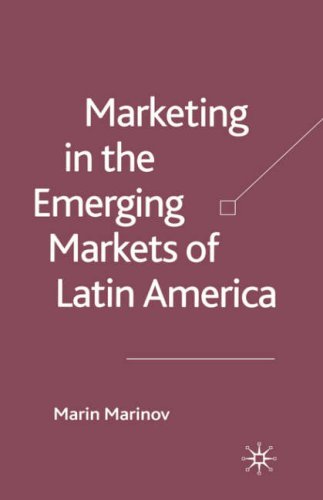 Marketing
in the
Emerging
Markets of
Latin America
Marin Marinov